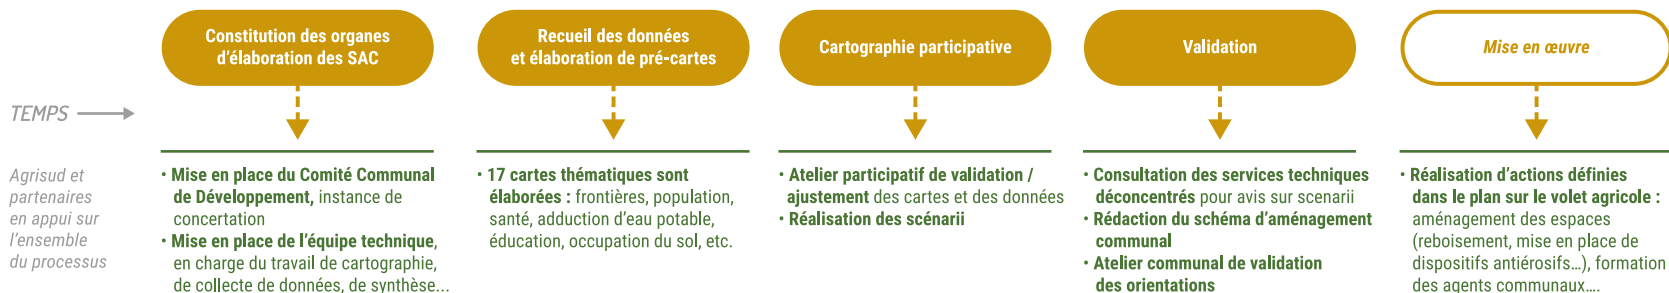 Constitution des organes
d’élaboration des SAC
Recueil des données
et élaboration de pré-cartes
Cartographie participative
Validation
Mise en œuvre
TEMPS
Agrisud et
partenaires
en appui sur
l’ensemble
du processus
• Mise en place du Comité Communal
de Développement, instance de
concertation
• Mise en place de l’équipe technique,
en charge du travail de cartographie,
de collecte de données, de synthèse...
• 17 cartes thématiques sont
élaborées : frontières, population,
santé, adduction d’eau potable,
éducation, occupation du sol, etc.
• Atelier participatif de validation /
ajustement des cartes et des données
• Réalisation des scénarii
• Consultation des services techniques
déconcentrés pour avis sur scenarii
• Rédaction du schéma d’aménagement
communal
• Atelier communal de validation
des orientations
• Réalisation d’actions définies
dans le plan sur le volet agricole :
aménagement des espaces
(reboisement, mise en place de
dispositifs antiérosifs…), formation
des agents communaux….